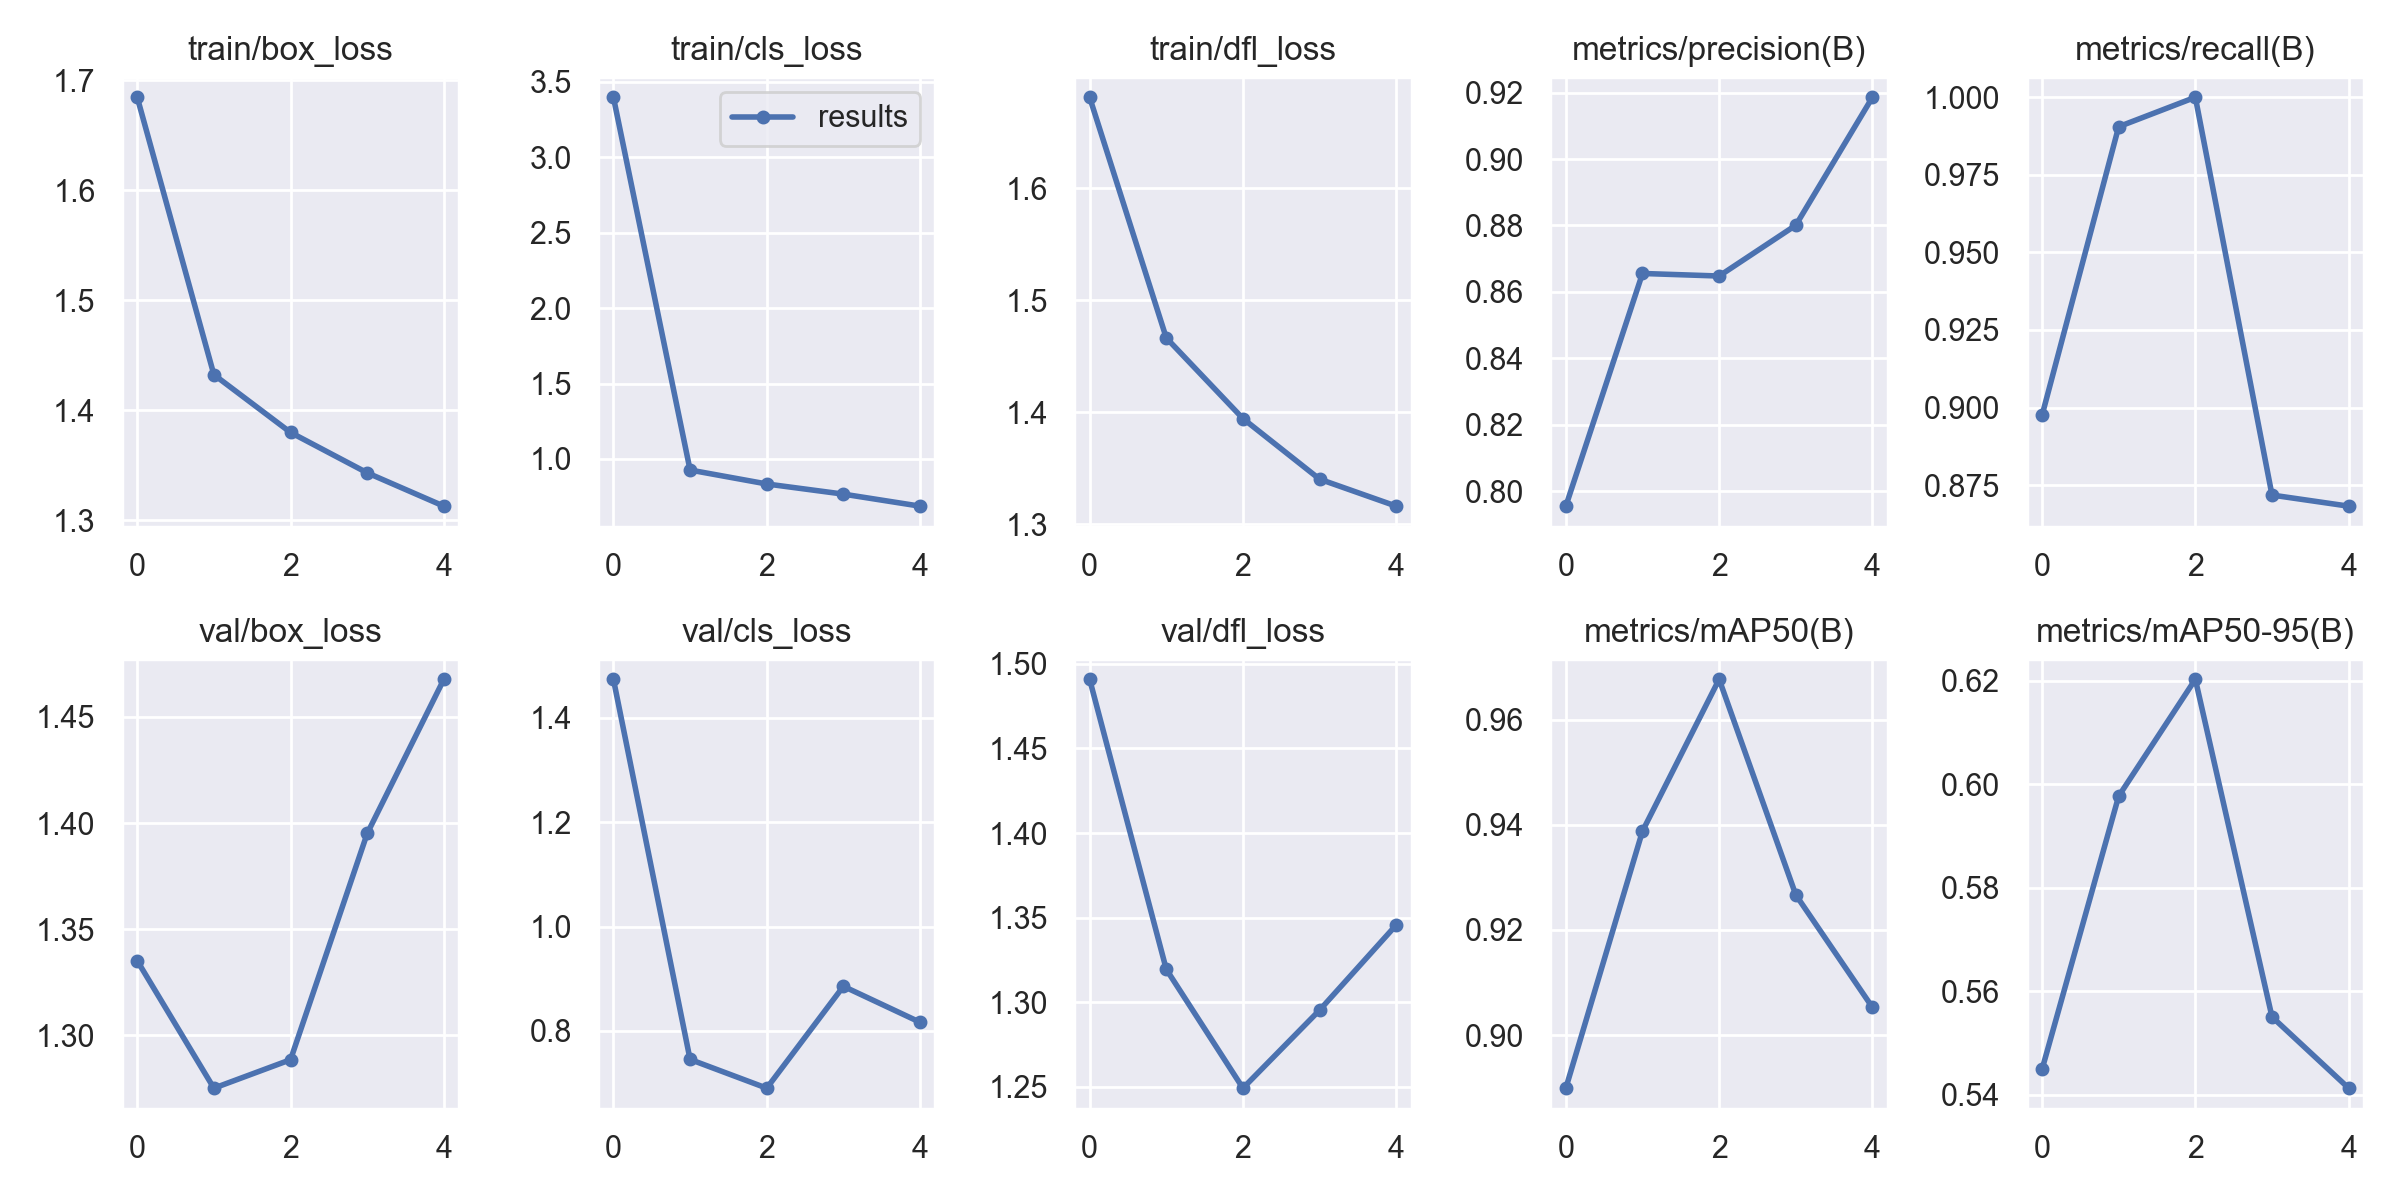 train/box_loss
1.7
1.6
1.5
1.4
1.3
0 2 4
train/cls_loss
results
3.5
3.0
2.5
2.0
1.5
1.0
0 2 4
train/dfl_loss
1.6
1.5
1.4
1.3
0 2 4
metrics/precision(B)
0.92
0.90
0.88
0.86
0.84
0.82
0.80
0 2 4
metrics/recall(B)
1.000
0.975
0.950
0.925
0.900
0.875
0 2 4
val/box_loss
1.45
1.40
1.35
1.30
0 2 4
val/cls_loss
1.4
1.2
1.0
0.8
0 2 4
val/dfl_loss
1.50
1.45
1.40
1.35
1.30
1.25
0 2 4
metrics/mAP50(B)
0.96
0.94
0.92
0.90
0 2 4
metrics/mAP50-95(B)
0.62
0.60
0.58
0.56
0.54
0 2 4